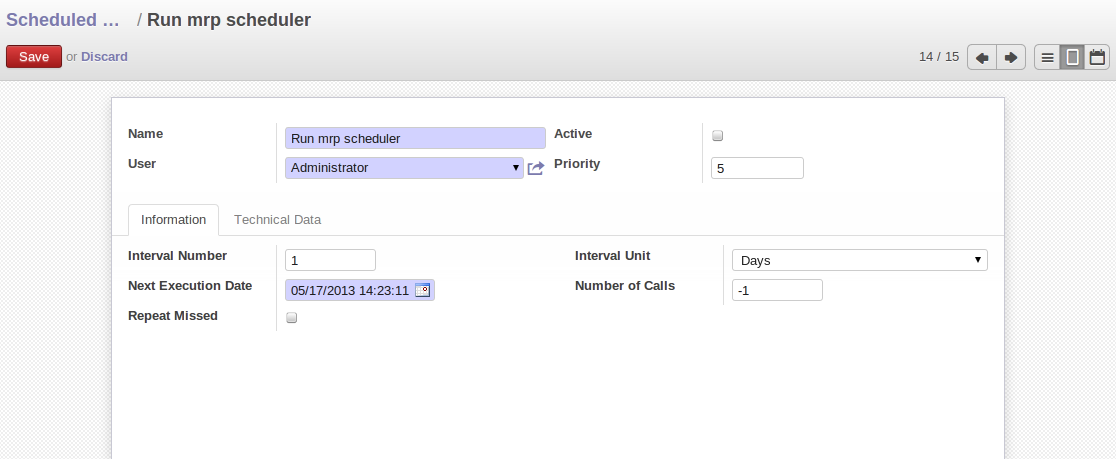 Scheduled ... / Run mrp scheduler
Save or Discard 14 / 15
Name Run mrp scheduler Active
User Administrator Priority 5
Information Technical Data
Interval Number 1 Interval Unit Days
Next Execution Date 05/17/2013 14:23:11 Number of Calls -1
Repeat Missed